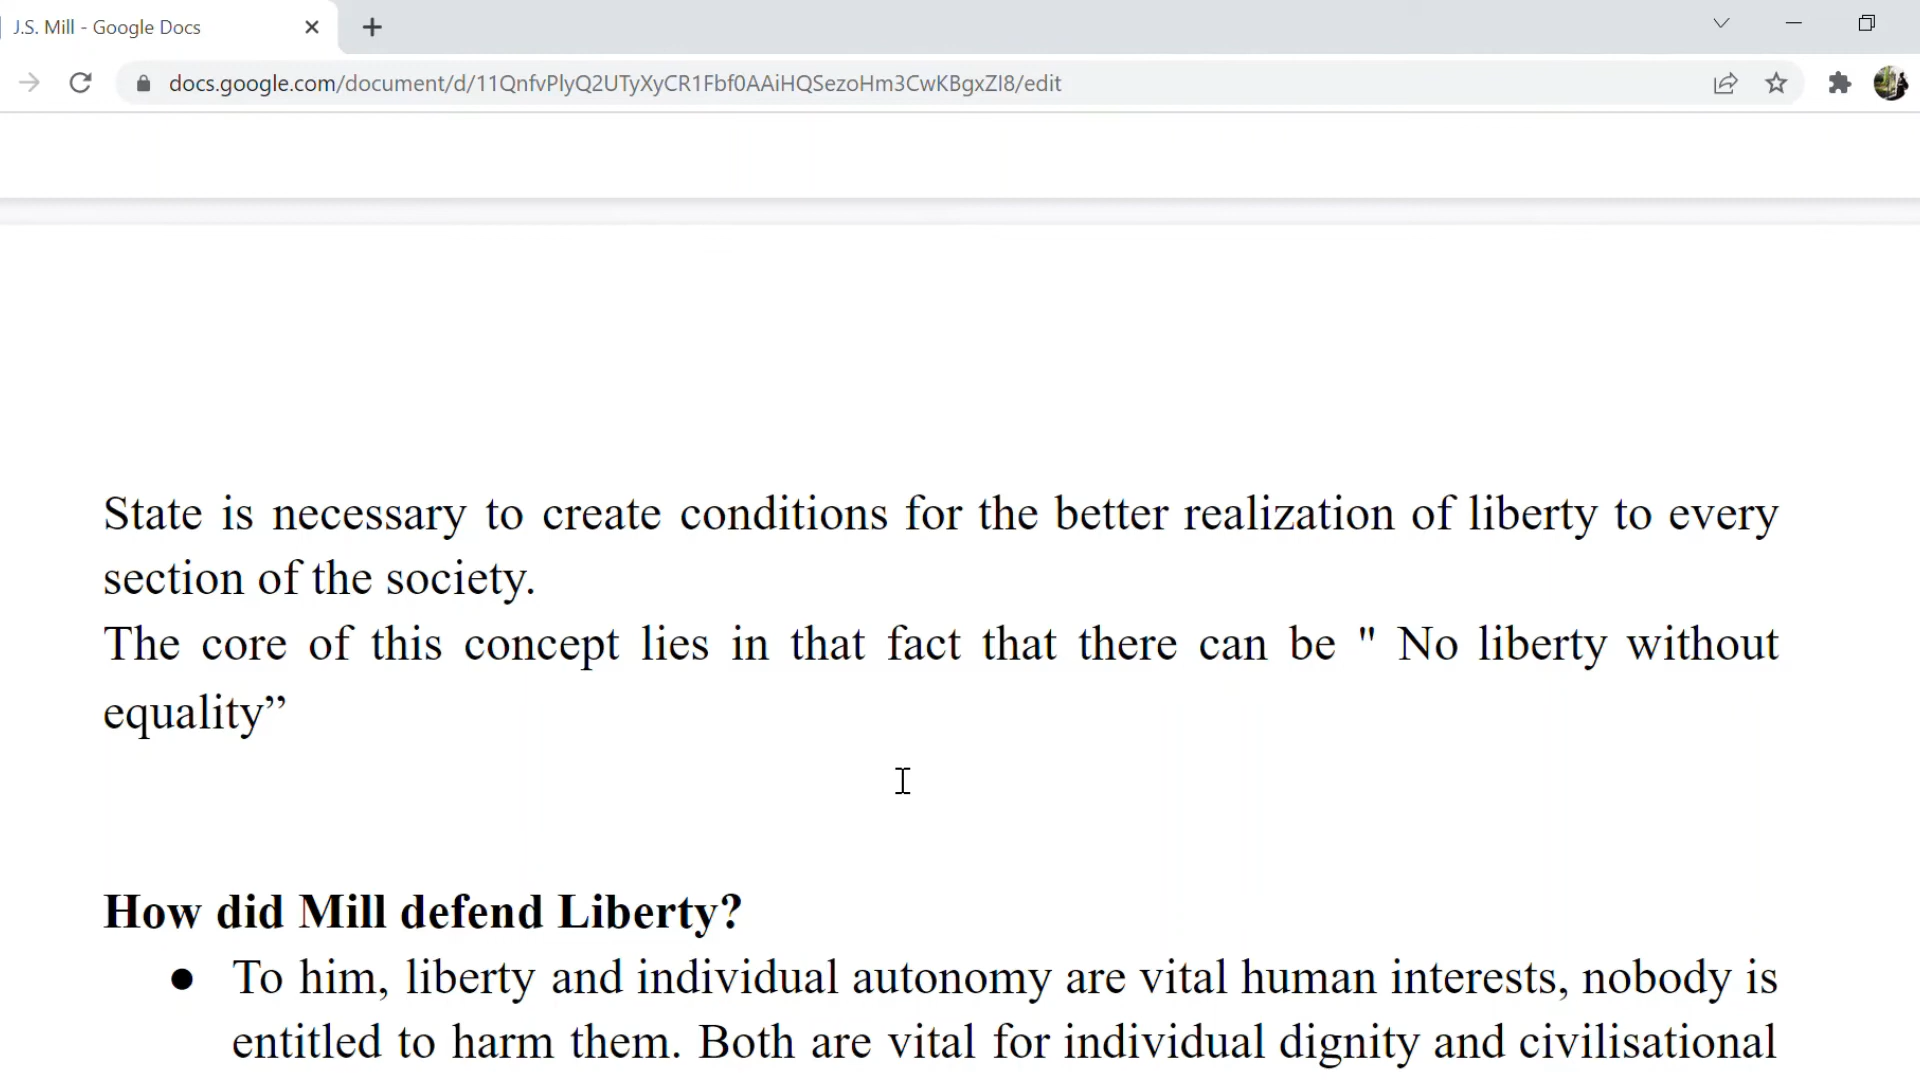 J.S. Mill - Google Docs
docs.google.com/document/d/11QnfvPlyQ2UTyXyCR1Fbf0AAiHQSezoHm3CwKBgxZI8/edit
State is necessary to create conditions for the better realization of liberty to every
section of the society.
The core of this concept lies in that fact that there can be " No liberty without
equality”
How did Mill defend Liberty?
● To him, liberty and individual autonomy are vital human interests, nobody is
entitled to harm them. Both are vital for individual dignity and civilisational